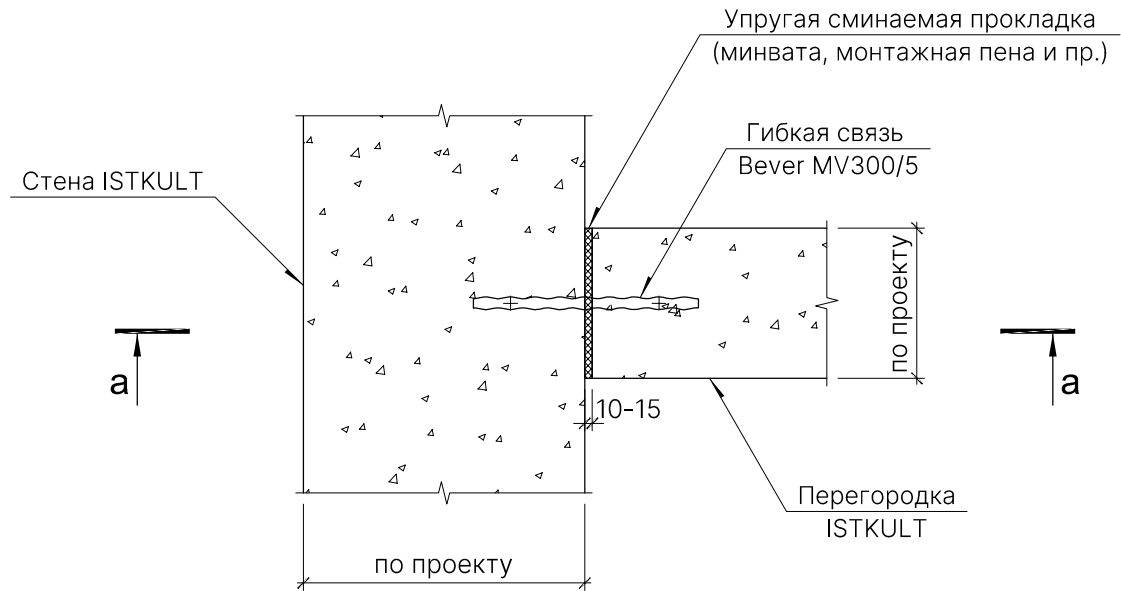 Упругая сминаемая прокладка
(минвата, монтажная пена и пр.)
Гибкая связь
Bever MV300/5
Стена ISTKULT
по проекту
a
a
10-15
Перегородка
ISTKULT
по проекту